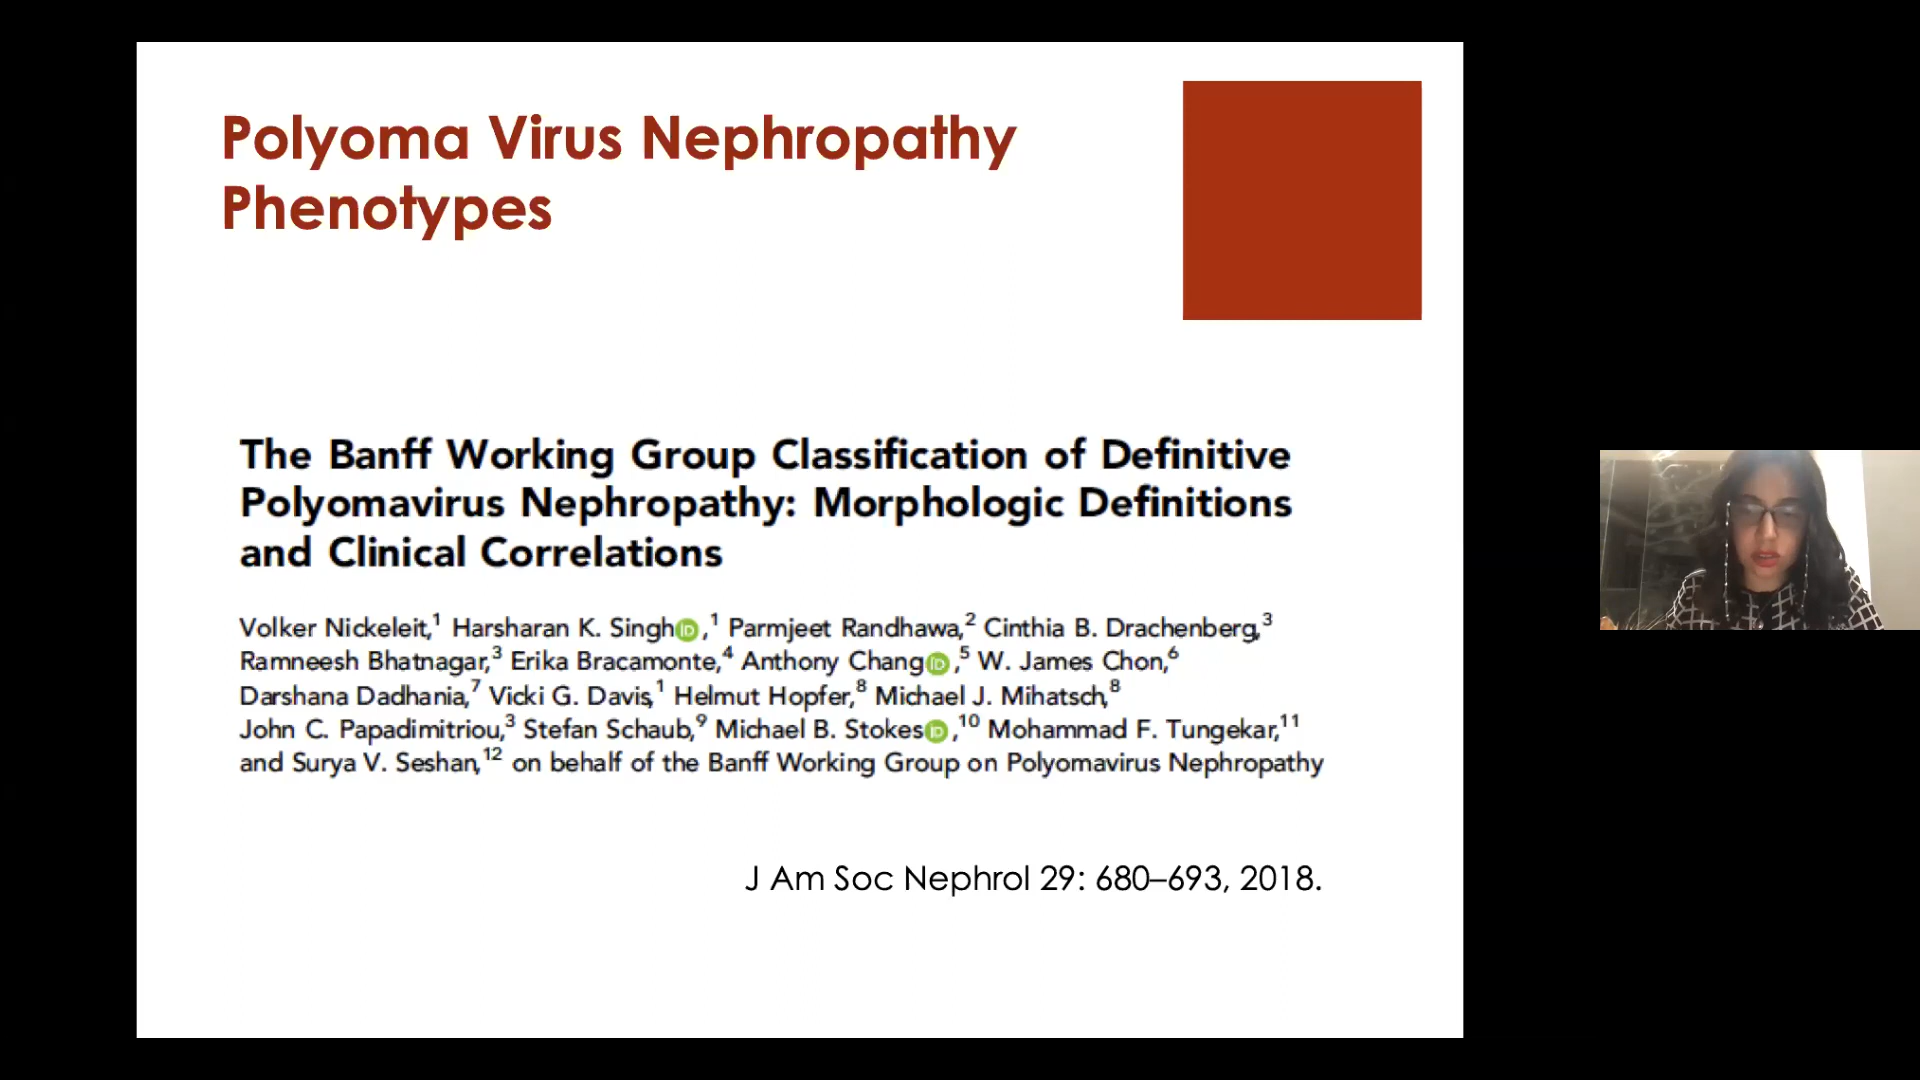 Polyoma Virus Nephropathy
Phenotypes
The Banff Working Group Classification of Definitive
Polyomavirus Nephropathy: Morphologic Definitions
and Clinical Correlations
Volker Nickeleit,¹ Harsharan K. Singh iD,¹ Parmjeet Randhawa,² Cinthia B. Drachenberg,³
Ramneesh Bhatnagar,³ Erika Bracamonte,⁴ Anthony Chang iD,⁵ W. James Chon,⁶
Darshana Dadhania,⁷ Vicki G. Davis,¹ Helmut Hopfer,⁸ Michael J. Mihatsch,⁸
John C. Papadimitriou,³ Stefan Schaub,⁹ Michael B. Stokes iD,¹⁰ Mohammad F. Tungekar,¹¹
and Surya V. Seshan,¹² on behalf of the Banff Working Group on Polyomavirus Nephropathy
J Am Soc Nephrol 29: 680–693, 2018.